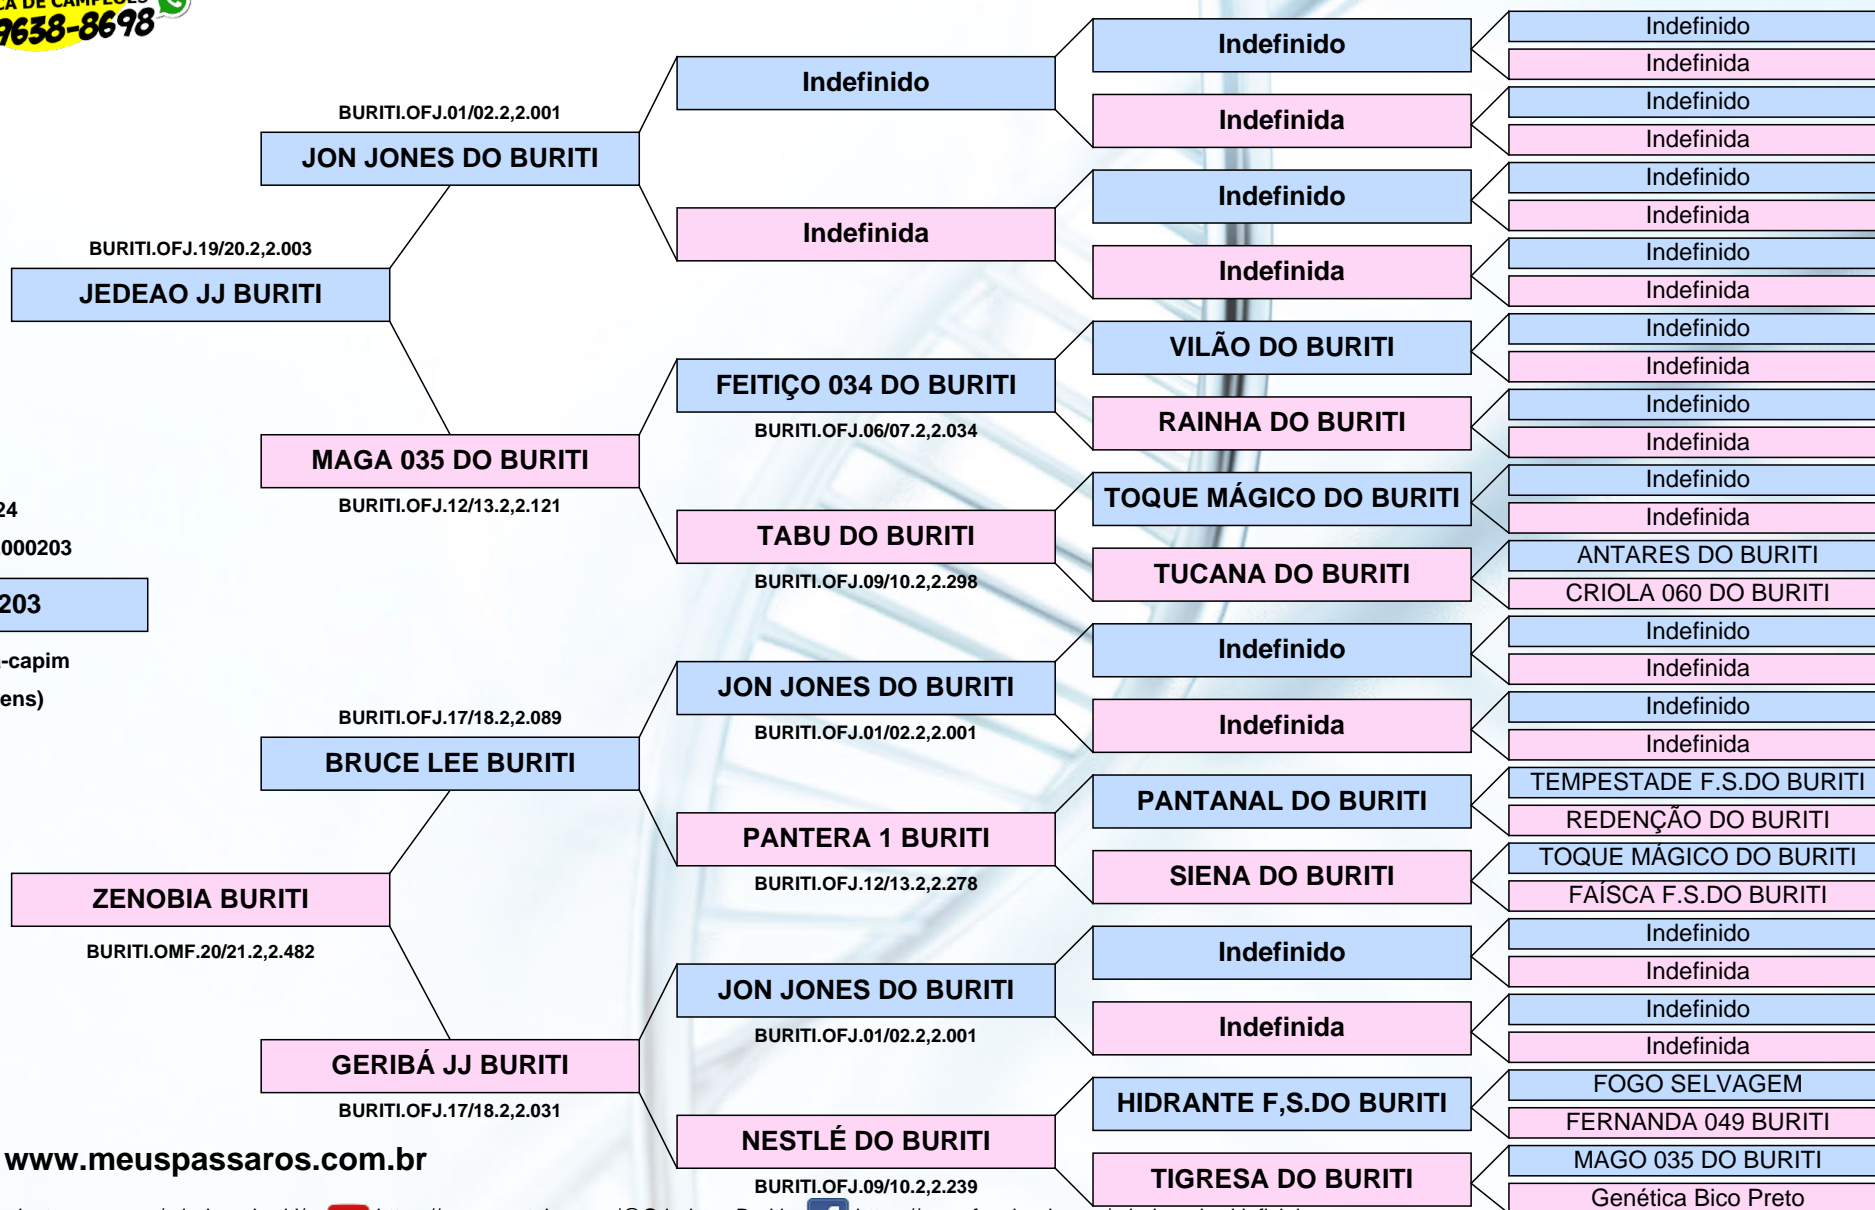 9638-8698
24
000203
203
-capim
ens)
BURITI.OFJ.19/20.2,2.003
JEDEAO JJ BURITI
ZENOBIA BURITI
BURITI.OMF.20/21.2,2.482
BURITI.OFJ.01/02.2,2.001
JON JONES DO BURITI
MAGA 035 DO BURITI
BURITI.OFJ.12/13.2,2.121
BURITI.OFJ.17/18.2,2.089
BRUCE LEE BURITI
GERIBÁ JJ BURITI
BURITI.OFJ.17/18.2,2.031
Indefinido
Indefinida
FEITIÇO 034 DO BURITI
BURITI.OFJ.06/07.2,2.034
TABU DO BURITI
BURITI.OFJ.09/10.2,2.298
JON JONES DO BURITI
BURITI.OFJ.01/02.2,2.001
PANTERA 1 BURITI
BURITI.OFJ.12/13.2,2.278
JON JONES DO BURITI
BURITI.OFJ.01/02.2,2.001
NESTLÉ DO BURITI
BURITI.OFJ.09/10.2,2.239
Indefinido
Indefinida
Indefinido
Indefinida
VILÃO DO BURITI
RAINHA DO BURITI
TOQUE MÁGICO DO BURITI
TUCANA DO BURITI
Indefinido
Indefinida
PANTANAL DO BURITI
SIENA DO BURITI
Indefinido
Indefinida
HIDRANTE F,S.DO BURITI
TIGRESA DO BURITI
Indefinido
Indefinida
Indefinido
Indefinida
Indefinido
Indefinida
Indefinido
Indefinida
Indefinido
Indefinida
Indefinido
Indefinida
Indefinido
Indefinida
ANTARES DO BURITI
CRIOLA 060 DO BURITI
Indefinido
Indefinida
Indefinido
Indefinida
TEMPESTADE F.S.DO BURITI
REDENÇÃO DO BURITI
TOQUE MÁGICO DO BURITI
FAÍSCA F.S.DO BURITI
Indefinido
Indefinida
Indefinido
Indefinida
FOGO SELVAGEM
FERNANDA 049 BURITI
MAGO 035 DO BURITI
Genética Bico Preto
www.meuspassaros.com.br